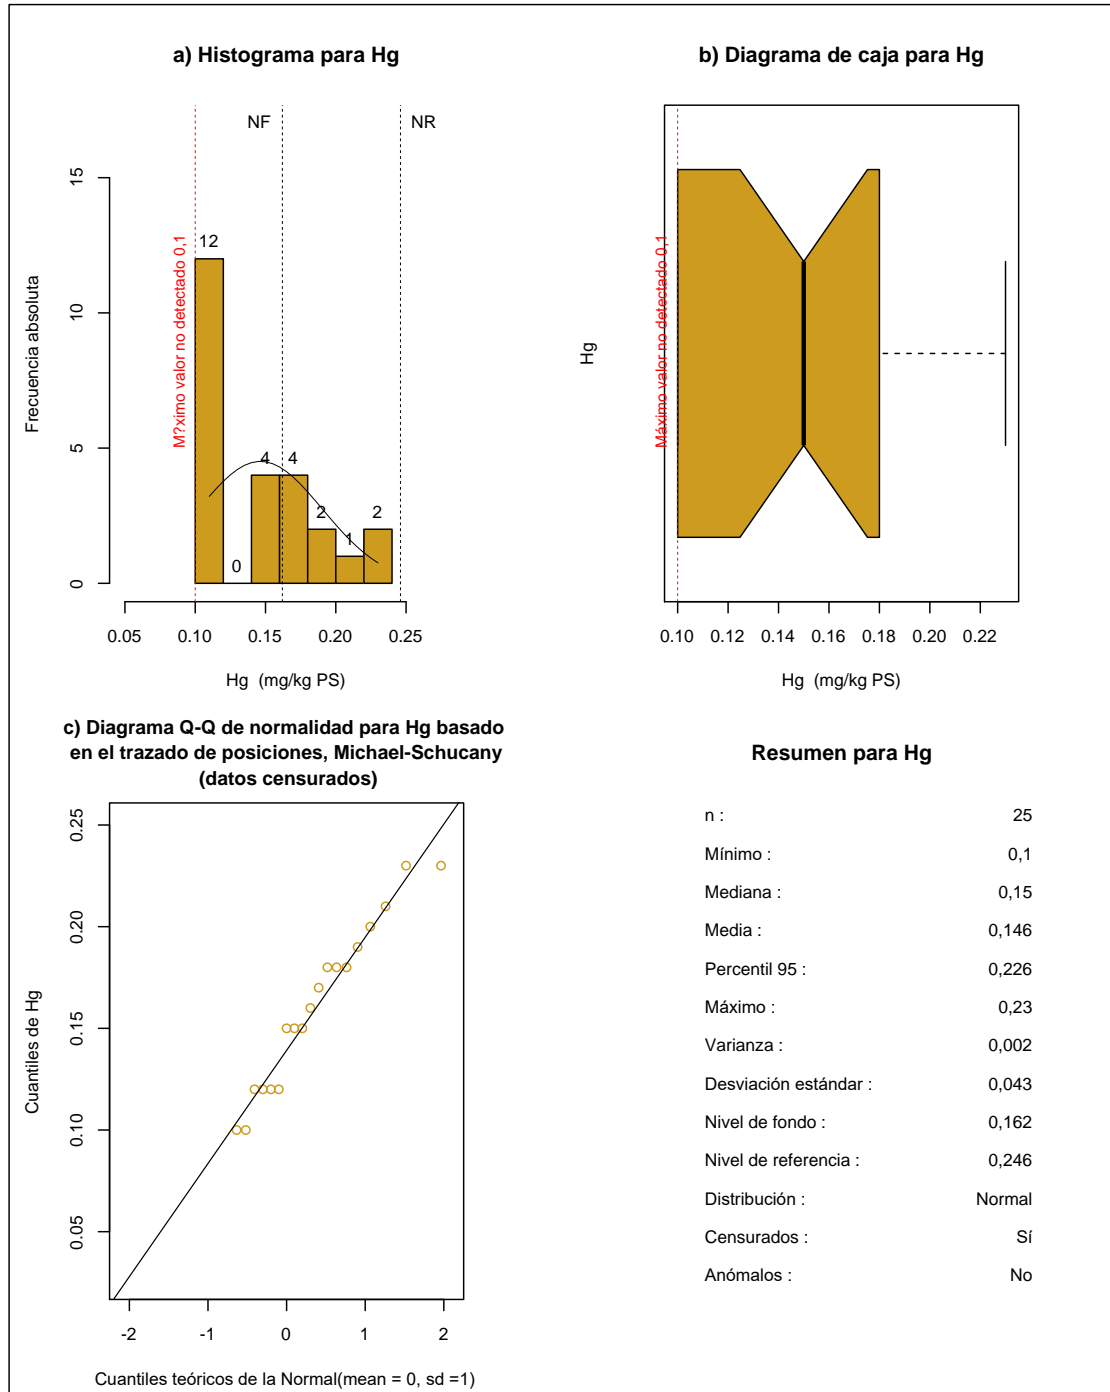 a) Histograma para Hg
NF
NR
15
10
5
0
Frecuencia absoluta
M?ximo valor no detectado 0,1
12
0
4
4
2
1
2
0.05
0.10
0.15
0.20
0.25
Hg  (mg/kg PS)
b) Diagrama de caja para Hg
Hg
Máximo valor no detectado 0,1
0.10
0.12
0.14
0.16
0.18
0.20
0.22
Hg  (mg/kg PS)
c) Diagrama Q-Q de normalidad para Hg basado
en el trazado de posiciones, Michael-Schucany
(datos censurados)
0.25
0.20
0.15
0.10
0.05
Cuantiles de Hg
-2
-1
0
1
2
Cuantiles teóricos de la Normal(mean = 0, sd =1)
Resumen para Hg
n : 25
Mínimo : 0,1
Mediana : 0,15
Media : 0,146
Percentil 95 : 0,226
Máximo : 0,23
Varianza : 0,002
Desviación estándar : 0,043
Nivel de fondo : 0,162
Nivel de referencia : 0,246
Distribución : Normal
Censurados : Sí
Anómalos : No